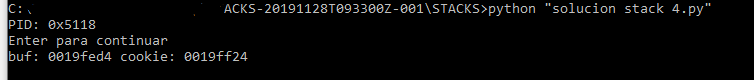 C:\ ACKS-20191128T093300Z-001\STACKS>python "solucion stack 4.py"
PID: 0x5118
Enter para continuar
buf: 0019fed4 cookie: 0019ff24